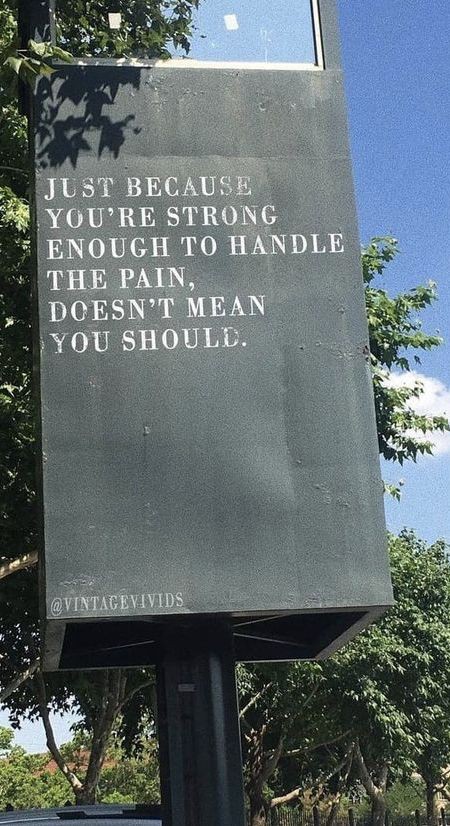 JUST BECAUSE
YOU'RE STRONG
ENOUGH TO HANDLE
THE PAIN,
DOESN'T MEAN
YOU SHOULD.
@VINTAGEVIVIDS